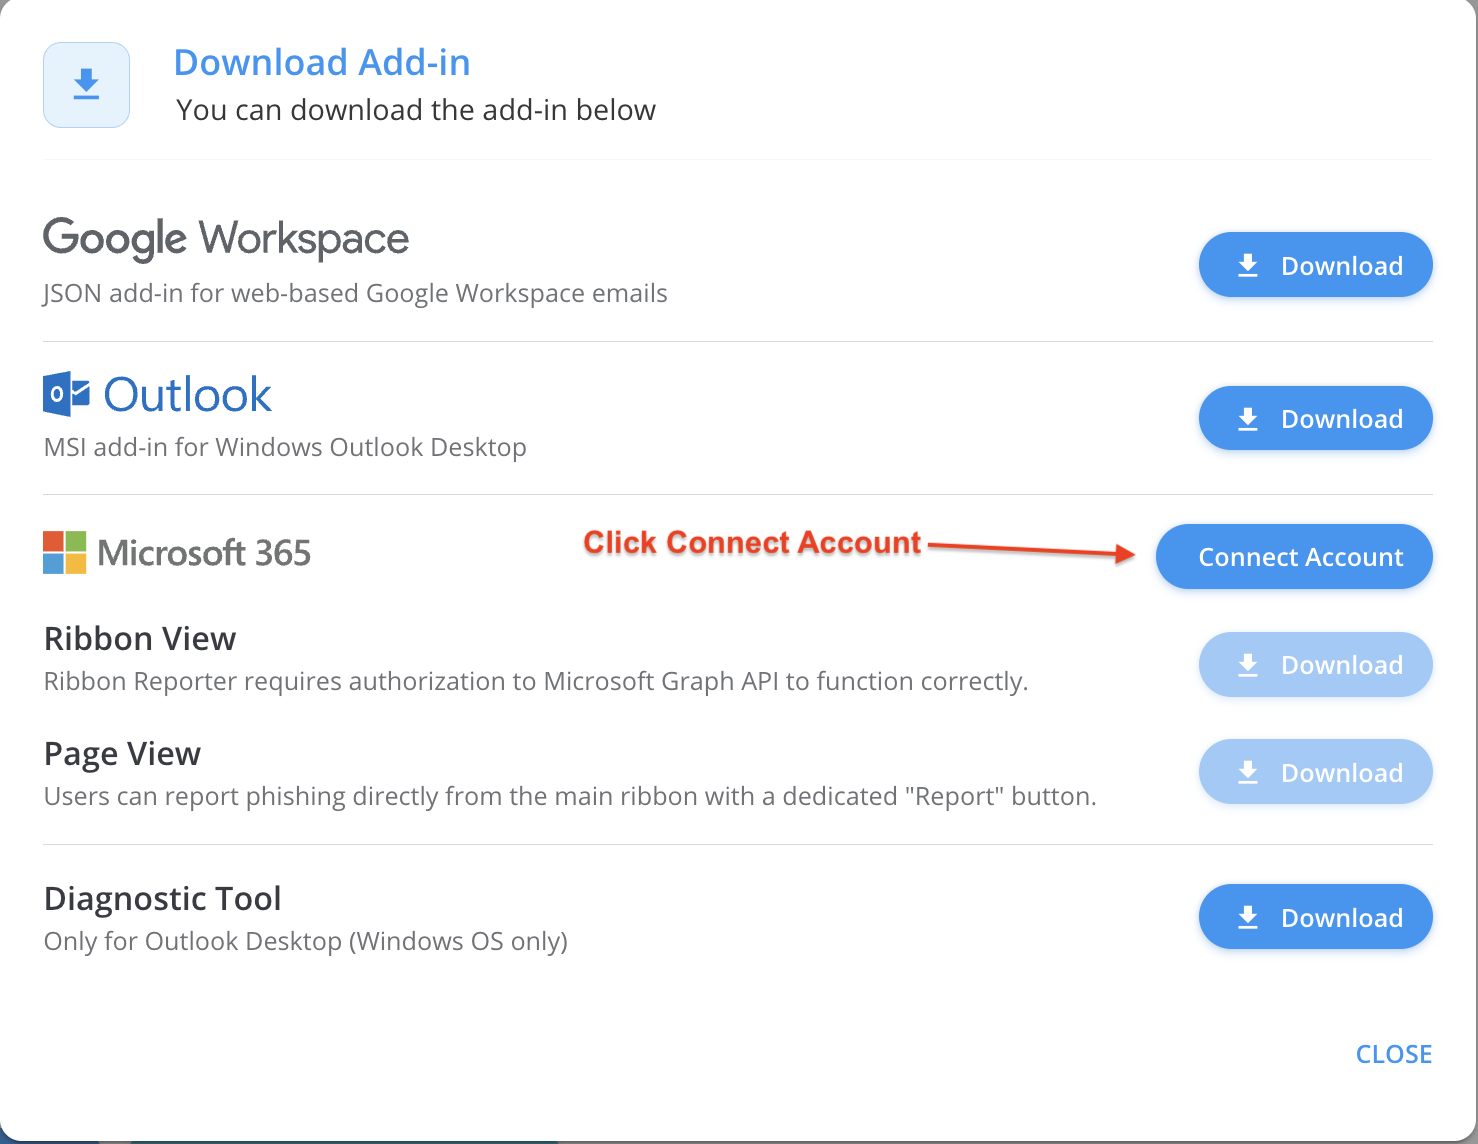 Download Add-in
You can download the add-in below
Google Workspace
JSON add-in for web-based Google Workspace emails
Download
Outlook
MSI add-in for Windows Outlook Desktop
Download
Microsoft 365
Click Connect Account
Connect Account
Ribbon View
Ribbon Reporter requires authorization to Microsoft Graph API to function correctly.
Download
Page View
Users can report phishing directly from the main ribbon with a dedicated "Report" button.
Download
Diagnostic Tool
Only for Outlook Desktop (Windows OS only)
Download
CLOSE